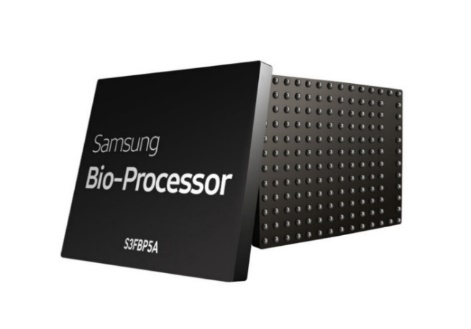 Samsung
Bio-Processor
S3FBP5A